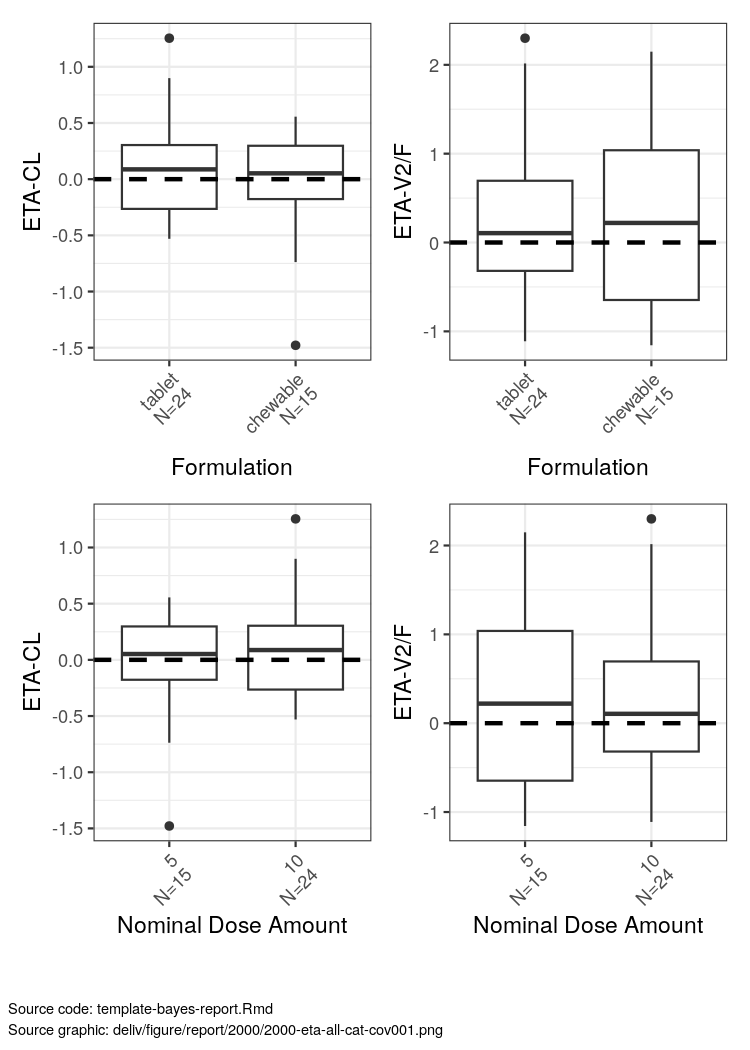 ETA-CL
1.0
0.5
0.0
-0.5
-1.0
-1.5
tablet
N=24
chewable
N=15
Formulation
ETA-V2/F
2
1
0
-1
tablet
N=24
chewable
N=15
Formulation
ETA-CL
1.0
0.5
0.0
-0.5
-1.0
-1.5
5
N=15
10
N=24
Nominal Dose Amount
ETA-V2/F
2
1
0
-1
5
N=15
10
N=24
Nominal Dose Amount
Source code: template-bayes-report.Rmd
Source graphic: deliv/figure/report/2000/2000-eta-all-cat-cov001.png